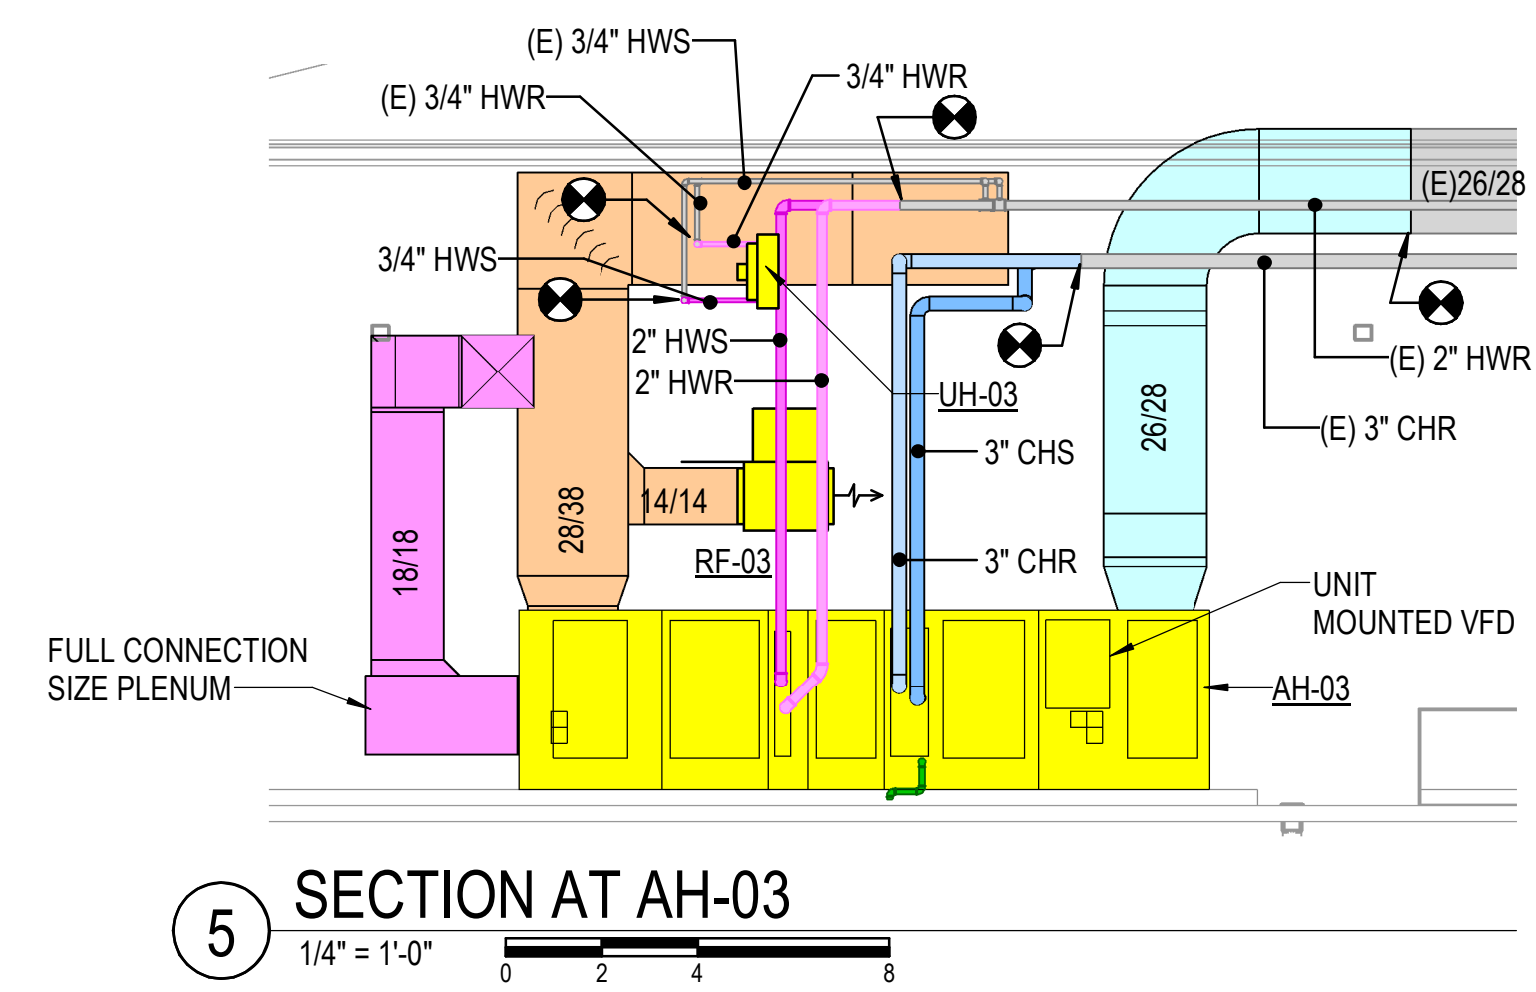 (E) 3/4" HWS
(E) 3/4" HWR
3/4" HWR
(E)26/28
3/4" HWS
2" HWS
2" HWR
UH-03
(E) 2" HWR
(E) 3" CHR
3" CHS
26/28
14/14
28/38
18/18
RF-03
3" CHR
UNIT
MOUNTED VFD
FULL CONNECTION
SIZE PLENUM
AH-03
5
SECTION AT AH-03
1/4" = 1'-0"
0 2 4 8